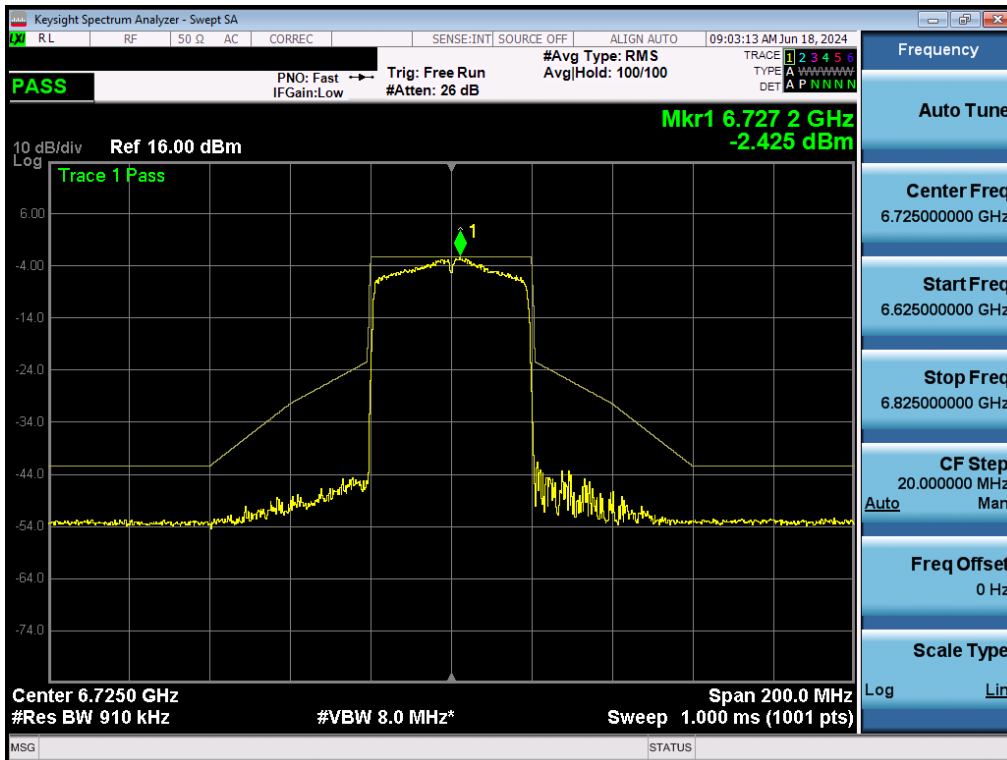 Keysight Spectrum Analyzer - Swept SA
LXI RL RF 50 Ω AC CORREC SENSE:INT SOURCE OFF ALIGN AUTO 09:03:13 AM Jun 18, 2024
PASS
PNO: Fast
IFGain:Low
Trig: Free Run
#Atten: 26 dB
#Avg Type: RMS
Avg|Hold: 100/100
TRACE 1 2 3 4 5 6
TYPE A WWWWW
DET A P N N N N
Mkr1 6.727 2 GHz
-2.425 dBm
10 dB/div Ref 16.00 dBm
Log
Trace 1 Pass
1
6.00
-4.00
-14.0
-24.0
-34.0
-44.0
-54.0
-64.0
-74.0
Center 6.7250 GHz Span 200.0 MHz
#Res BW 910 kHz #VBW 8.0 MHz* Sweep 1.000 ms (1001 pts)
MSG STATUS
Frequency
Auto Tune
Center Freq
6.725000000 GHz
Start Freq
6.625000000 GHz
Stop Freq
6.825000000 GHz
CF Step
20.000000 MHz
Auto Man
Freq Offset
0 Hz
Scale Type
Log Lin